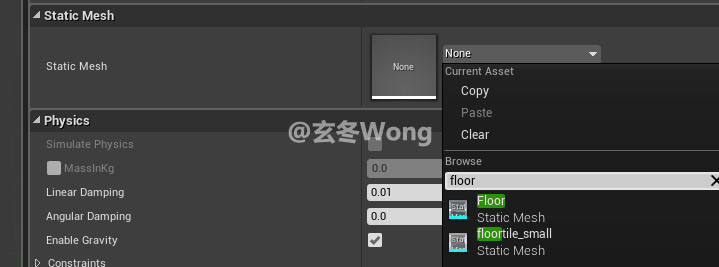 Static Mesh
Static Mesh
None
None
Current Asset
Copy
Paste
Clear
Browse
floor
Floor
Static Mesh
floortile_small
Static Mesh
Physics
Simulate Physics
MassInKg
0.0
Linear Damping
0.01
Angular Damping
0.0
Enable Gravity
Constraints
@玄冬Wong